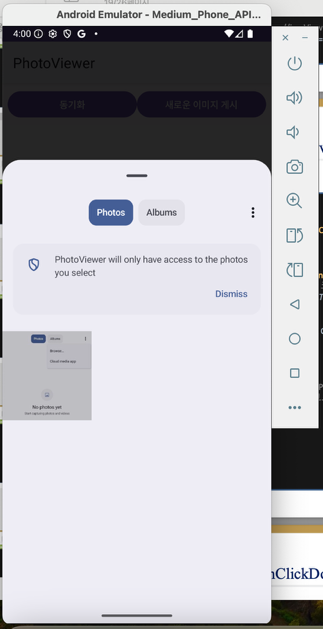 Android Emulator - Medium_Phone_API...
4:00
PhotoViewer
동기화
새로운 이미지 게시
Photos
Albums
PhotoViewer will only have access to the photos
you select
Dismiss
Photos
Albums
Browse...
Cloud media app
No photos yet
nClickDo